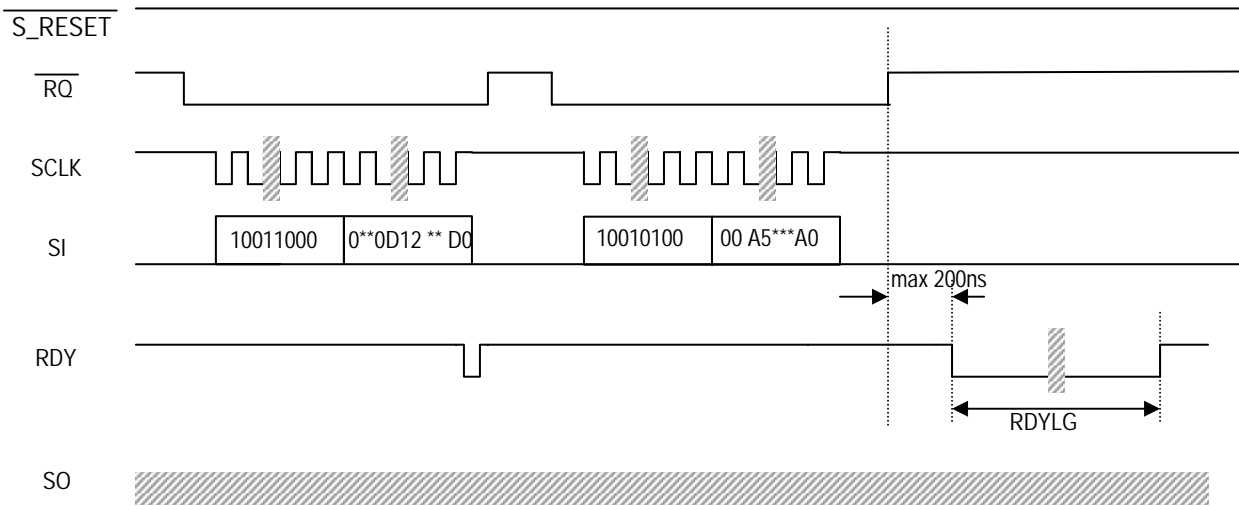 S_RESET
RQ
SCLK
SI
10011000
0**0D12 ** D0
10010100
00 A5***A0
max 200ns
RDY
RDYLG
SO